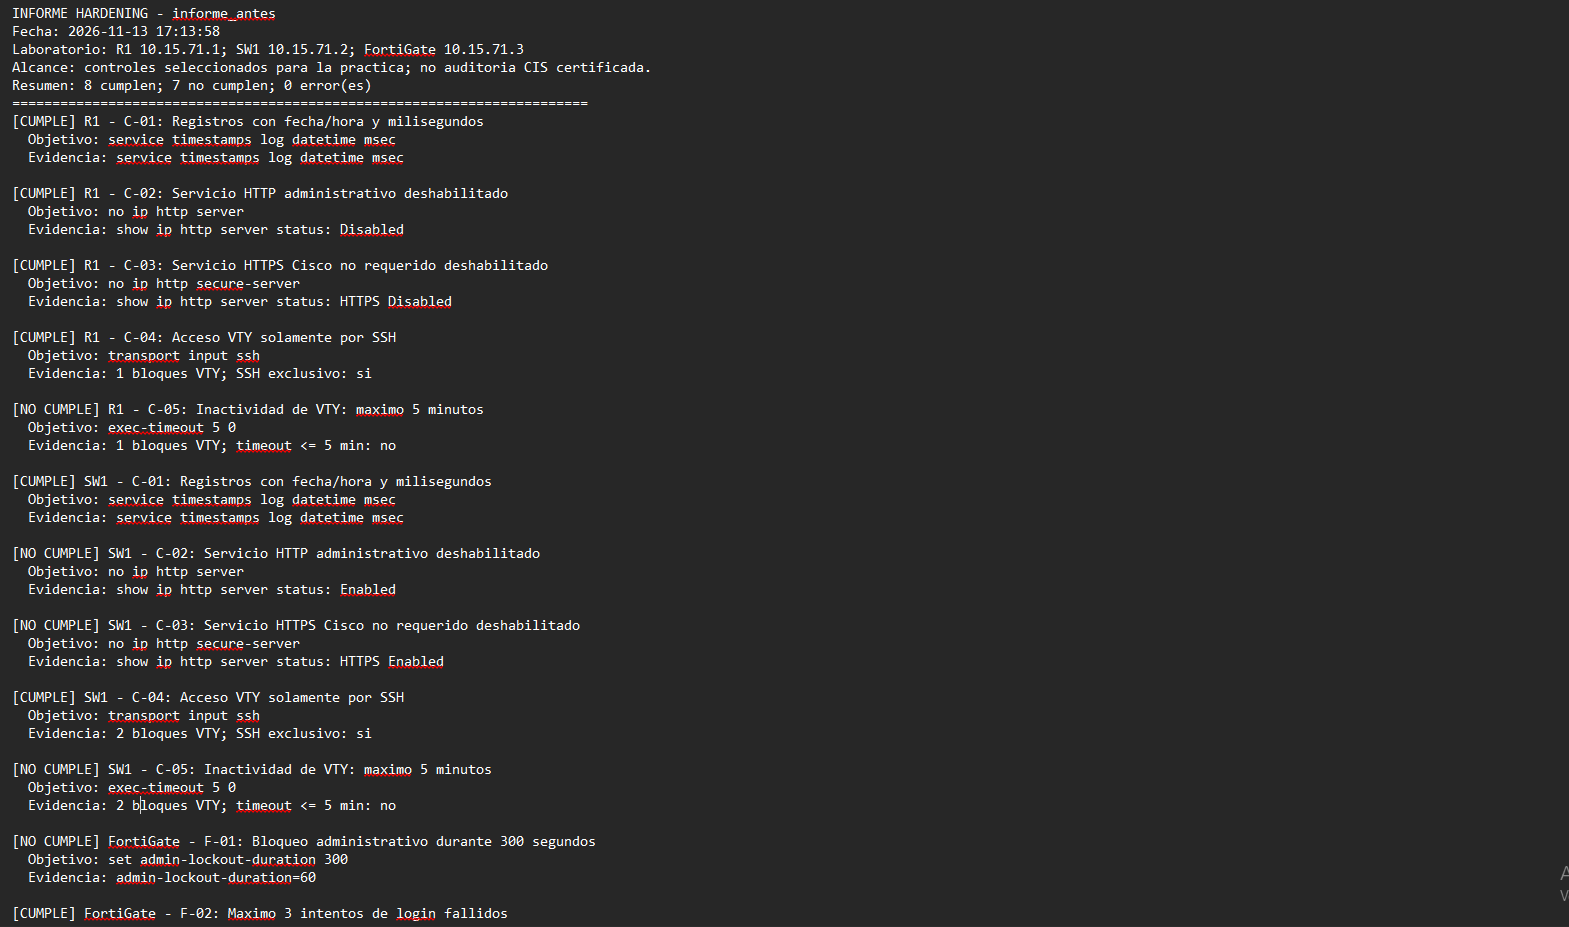 INFORME HARDENING - informe_antes
Fecha: 2026-11-13 17:13:58
Laboratorio: R1 10.15.71.1; SW1 10.15.71.2; FortiGate 10.15.71.3
Alcance: controles seleccionados para la practica; no auditoria CIS certificada.
Resumen: 8 cumplen; 7 no cumplen; 0 error(es)
========================================================================
[CUMPLE] R1 - C-01: Registros con fecha/hora y milisegundos
  Objetivo: service timestamps log datetime msec
  Evidencia: service timestamps log datetime msec

[CUMPLE] R1 - C-02: Servicio HTTP administrativo deshabilitado
  Objetivo: no ip http server
  Evidencia: show ip http server status: Disabled

[CUMPLE] R1 - C-03: Servicio HTTPS Cisco no requerido deshabilitado
  Objetivo: no ip http secure-server
  Evidencia: show ip http server status: HTTPS Disabled

[CUMPLE] R1 - C-04: Acceso VTY solamente por SSH
  Objetivo: transport input ssh
  Evidencia: 1 bloques VTY; SSH exclusivo: si

[NO CUMPLE] R1 - C-05: Inactividad de VTY: maximo 5 minutos
  Objetivo: exec-timeout 5 0
  Evidencia: 1 bloques VTY; timeout <= 5 min: no

[CUMPLE] SW1 - C-01: Registros con fecha/hora y milisegundos
  Objetivo: service timestamps log datetime msec
  Evidencia: service timestamps log datetime msec

[NO CUMPLE] SW1 - C-02: Servicio HTTP administrativo deshabilitado
  Objetivo: no ip http server
  Evidencia: show ip http server status: Enabled

[NO CUMPLE] SW1 - C-03: Servicio HTTPS Cisco no requerido deshabilitado
  Objetivo: no ip http secure-server
  Evidencia: show ip http server status: HTTPS Enabled

[CUMPLE] SW1 - C-04: Acceso VTY solamente por SSH
  Objetivo: transport input ssh
  Evidencia: 2 bloques VTY; SSH exclusivo: si

[NO CUMPLE] SW1 - C-05: Inactividad de VTY: maximo 5 minutos
  Objetivo: exec-timeout 5 0
  Evidencia: 2 bloques VTY; timeout <= 5 min: no

[NO CUMPLE] FortiGate - F-01: Bloqueo administrativo durante 300 segundos
  Objetivo: set admin-lockout-duration 300
  Evidencia: admin-lockout-duration=60

[CUMPLE] FortiGate - F-02: Maximo 3 intentos de login fallidos